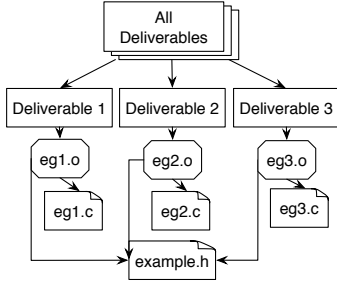 All
Deliverables
Deliverable 1
Deliverable 2
Deliverable 3
eg1.o
eg2.o
eg3.o
eg1.c
eg2.c
eg3.c
example.h